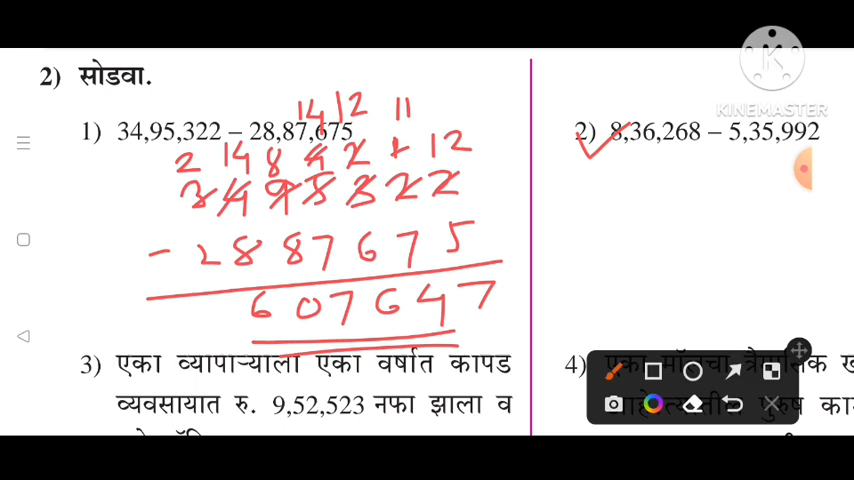 KINEMASTER
2) सोडवा.
1) 34,95,322 – 28,87,675
2) 8,36,268 – 5,35,992
14 12 11
2 14 8 4 2 1 12
3 4 9 5 3 2 2
- 2 8 8 7 6 7 5
6 0 7 6 4 7
3) एका व्यापाऱ्याला एका वर्षात कापड
व्यवसायात रु. 9,52,523 नफा झाला व
4)